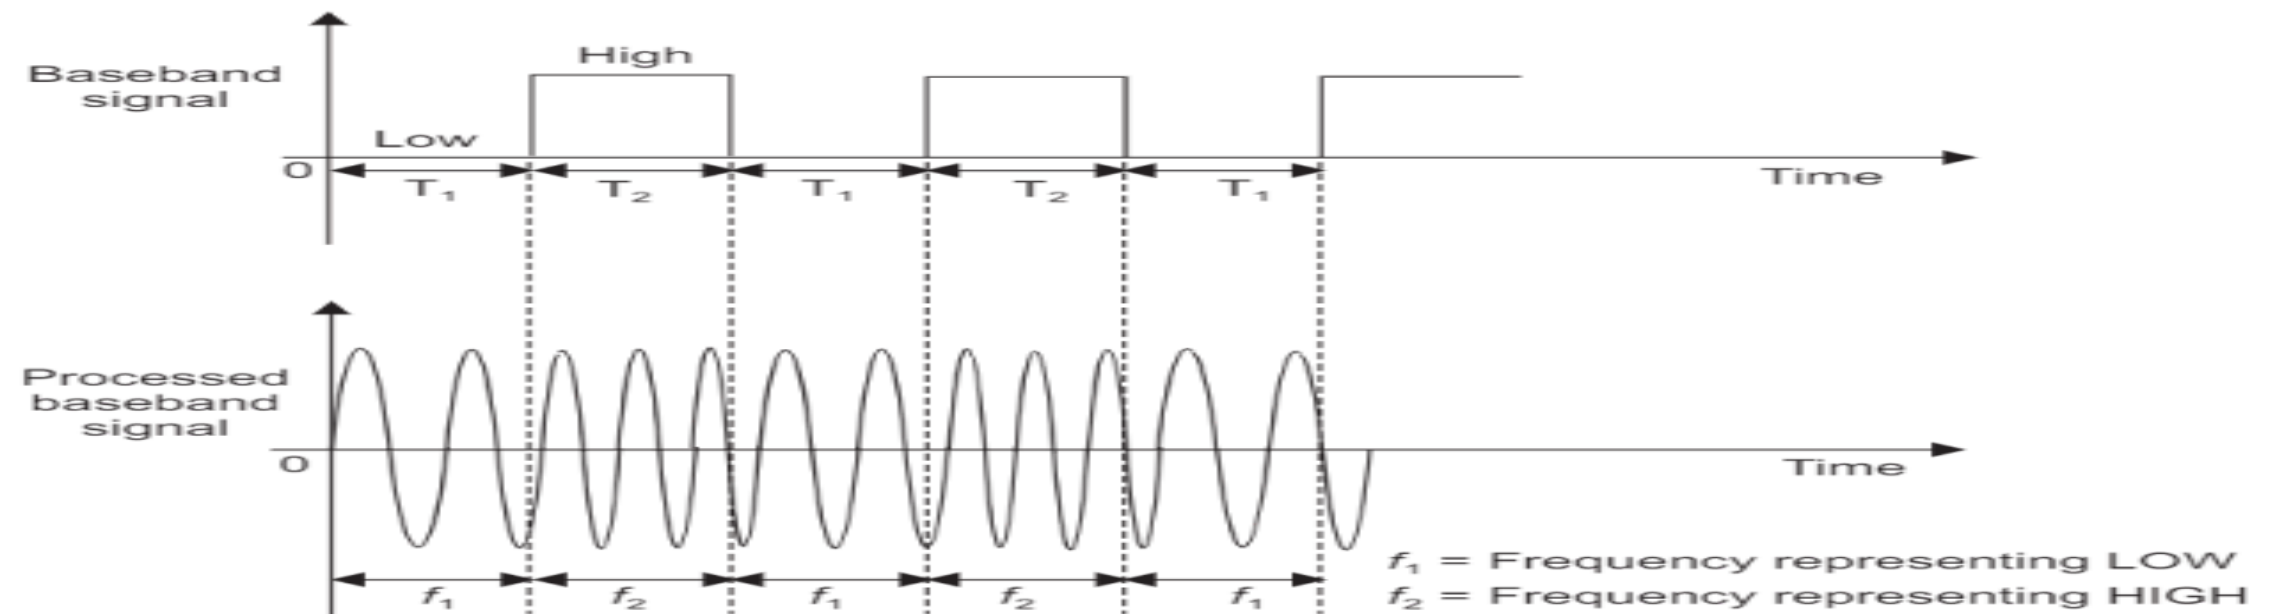 High
Baseband
signal
Low
0
T₁
T₂
T₁
T₂
T₁
Time
Processed
baseband
signal
0
Time
f₁ = Frequency representing LOW
f₁
f₂
f₁
f₂
f₁
f₂ = Frequency representing HIGH